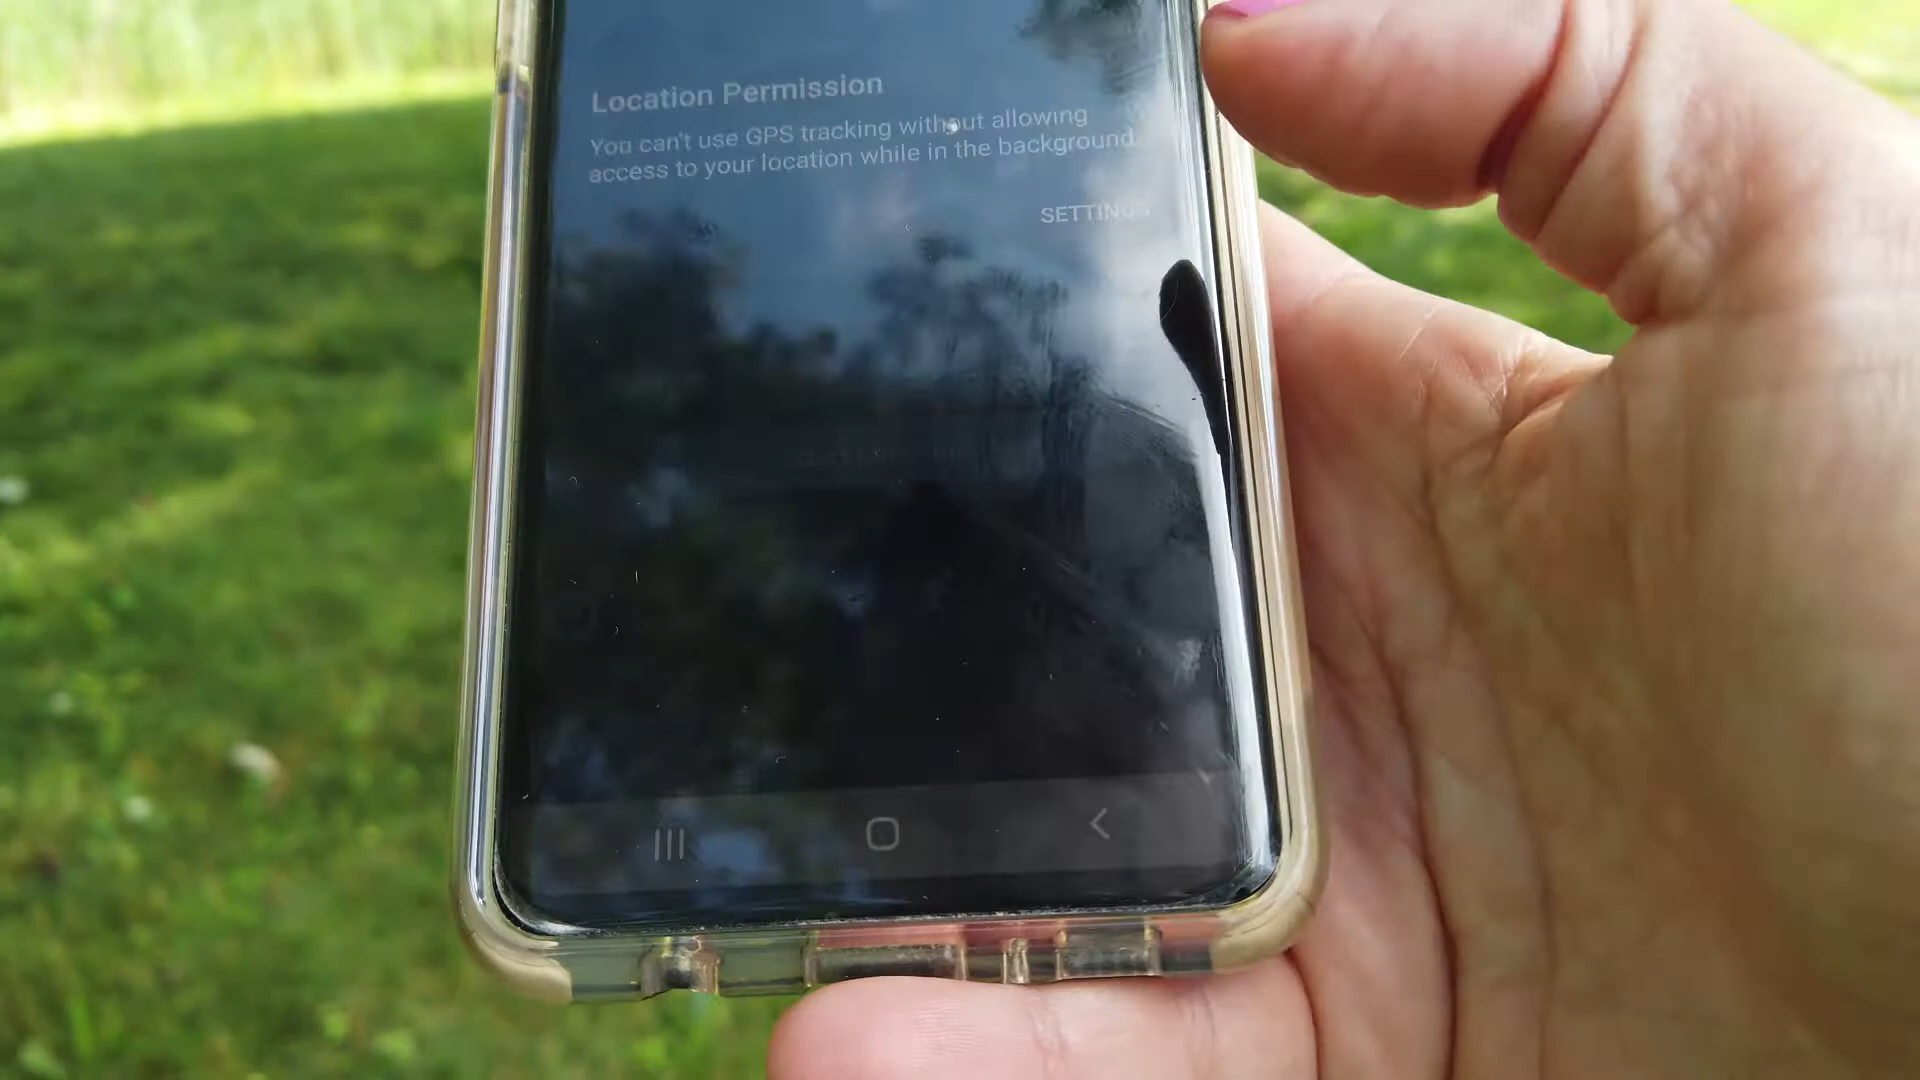 Location Permission
You can't use GPS tracking without allowing
access to your location while in the background
SETTINGS